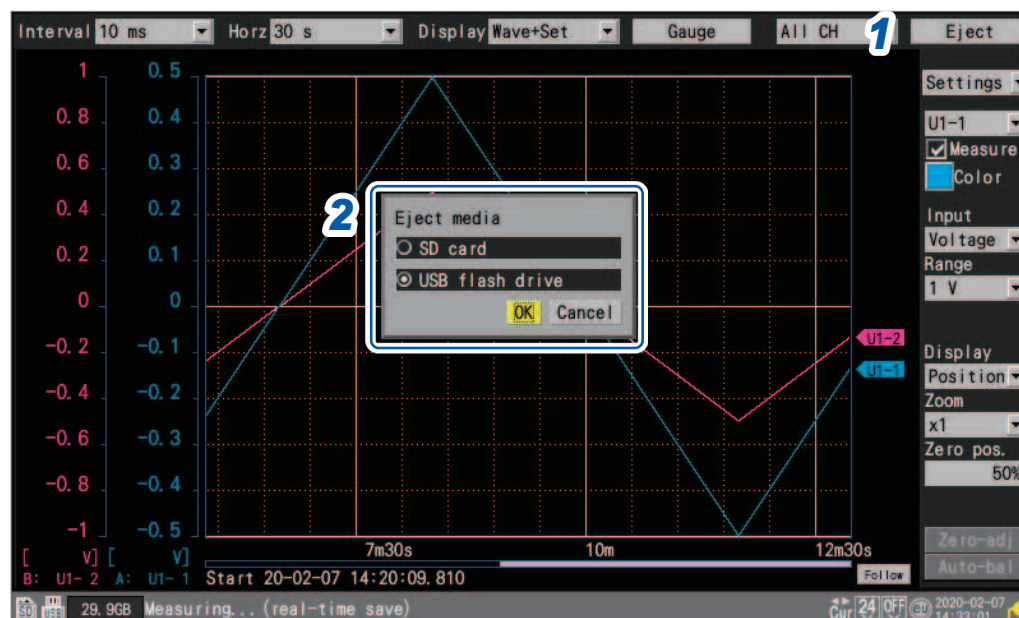 Interval 10 ms Horz 30 s Display Wave+Set Gauge All CH 1 Eject
1 0.5
0.8 0.4
0.6 0.3
0.4 0.2
0.2 0.1
0 0
-0.2 -0.1
-0.4 -0.2
-0.6 -0.3
-0.8 -0.4
-1 -0.5
[ V] [ V]
B: U1- 2 A: U1- 1
2
Eject media
SD card
USB flash drive
OK Cancel
U1-2
U1-1
7m30s 10m 12m30s
Start 20-02-07 14:20:09.810
Follow
Settings
U1-1
Measure
Color
Input
Voltage
Range
1 V
Display
Position
Zoom
x1
Zero pos.
50%
Zero-adj
Auto-bal
SD USB 29.9GB Measuring... (real-time save)
Cur 24 OFF eu 2020-02-07
14:33:01